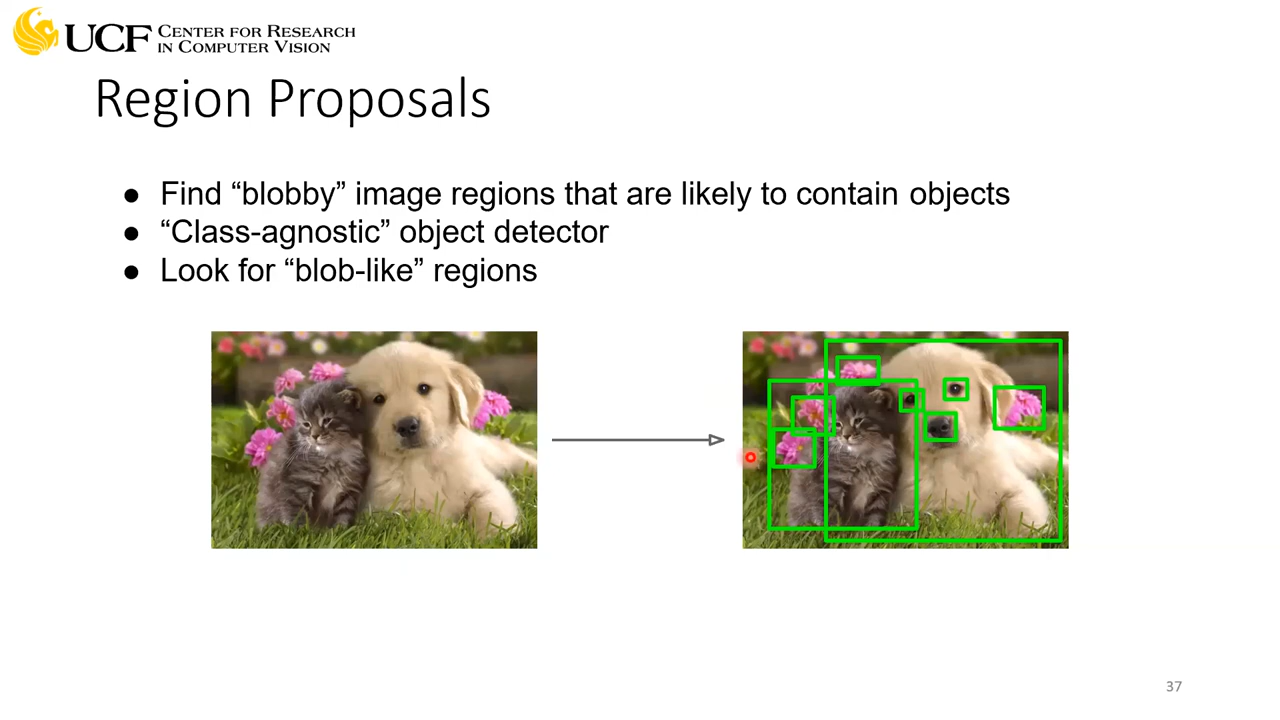 UCF CENTER FOR RESEARCH
IN COMPUTER VISION
Region Proposals
● Find “blobby” image regions that are likely to contain objects
● “Class-agnostic” object detector
● Look for “blob-like” regions
37